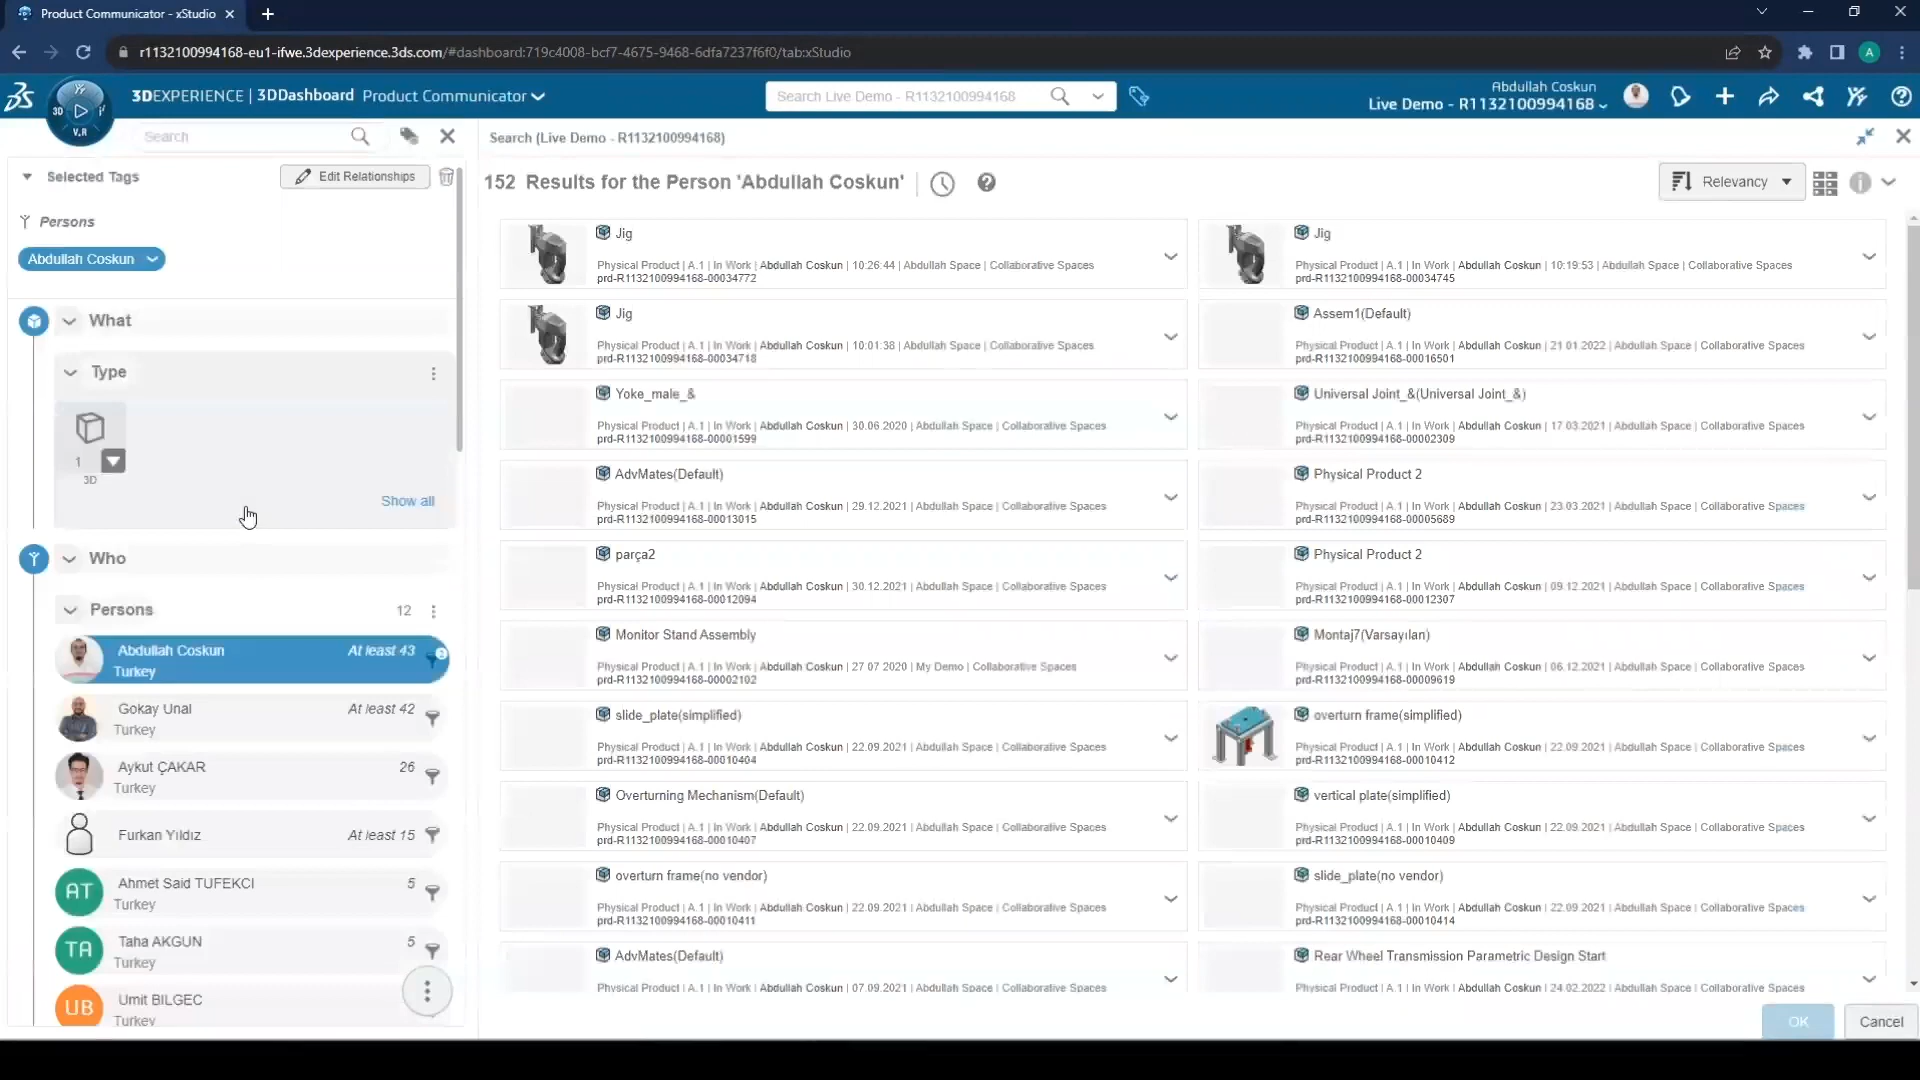 Product Communicator - xStudio
r1132100994168-eu1-ifwe.3dexperience.3ds.com/#dashboard:719c4008-bcf7-4675-9468-6dfa7237f6f0/tab:xStudio
A
3DEXPERIENCE | 3DDashboard Product Communicator
Search Live Demo - R1132100994168
Abdullah Coskun
Live Demo - R1132100994168
3D
V.R
Search
Search (Live Demo - R1132100994168)
Selected Tags
Edit Relationships
152 Results for the Person 'Abdullah Coskun'
Relevancy
Persons
Abdullah Coskun
What
Type
1
3D
Show all
Who
Persons 12
Abdullah Coskun At least 43
Turkey
Gokay Unal At least 42
Turkey
Aykut ÇAKAR 26
Turkey
Furkan Yıldız At least 15
AT
Ahmet Said TUFEKCI 5
Turkey
TA
Taha AKGUN 5
Turkey
UB
Umit BILGEC
Turkey
Jig
Physical Product | A.1 | In Work | Abdullah Coskun | 10:26:44 | Abdullah Space | Collaborative Spaces
prd-R1132100994168-00034772
Jig
Physical Product | A.1 | In Work | Abdullah Coskun | 10:19:53 | Abdullah Space | Collaborative Spaces
prd-R1132100994168-00034745
Jig
Physical Product | A.1 | In Work | Abdullah Coskun | 10:01:38 | Abdullah Space | Collaborative Spaces
prd-R1132100994168-00034718
Assem1(Default)
Physical Product | A.1 | In Work | Abdullah Coskun | 21.01.2022 | Abdullah Space | Collaborative Spaces
prd-R1132100994168-00016501
Yoke_male_&
Physical Product | A.1 | In Work | Abdullah Coskun | 30.06.2020 | Abdullah Space | Collaborative Spaces
prd-R1132100994168-00001599
Universal Joint_&(Universal Joint_&)
Physical Product | A.1 | In Work | Abdullah Coskun | 17.03.2021 | Abdullah Space | Collaborative Spaces
prd-R1132100994168-00002309
AdvMates(Default)
Physical Product | A.1 | In Work | Abdullah Coskun | 29.12.2021 | Abdullah Space | Collaborative Spaces
prd-R1132100994168-00013015
Physical Product 2
Physical Product | A.1 | In Work | Abdullah Coskun | 23.03.2021 | Abdullah Space | Collaborative Spaces
prd-R1132100994168-00005689
parça2
Physical Product | A.1 | In Work | Abdullah Coskun | 30.12.2021 | Abdullah Space | Collaborative Spaces
prd-R1132100994168-00012094
Physical Product 2
Physical Product | A.1 | In Work | Abdullah Coskun | 09.12.2021 | Abdullah Space | Collaborative Spaces
prd-R1132100994168-00012307
Monitor Stand Assembly
Physical Product | A.1 | In Work | Abdullah Coskun | 27.07.2020 | My Demo | Collaborative Spaces
prd-R1132100994168-00002102
Montaj7(Varsayılan)
Physical Product | A.1 | In Work | Abdullah Coskun | 06.12.2021 | Abdullah Space | Collaborative Spaces
prd-R1132100994168-00009619
slide_plate(simplified)
Physical Product | A.1 | In Work | Abdullah Coskun | 22.09.2021 | Abdullah Space | Collaborative Spaces
prd-R1132100994168-00010404
overturn frame(simplified)
Physical Product | A.1 | In Work | Abdullah Coskun | 22.09.2021 | Abdullah Space | Collaborative Spaces
prd-R1132100994168-00010412
Overturning Mechanism(Default)
Physical Product | A.1 | In Work | Abdullah Coskun | 22.09.2021 | Abdullah Space | Collaborative Spaces
prd-R1132100994168-00010407
vertical plate(simplified)
Physical Product | A.1 | In Work | Abdullah Coskun | 22.09.2021 | Abdullah Space | Collaborative Spaces
prd-R1132100994168-00010409
overturn frame(no vendor)
Physical Product | A.1 | In Work | Abdullah Coskun | 22.09.2021 | Abdullah Space | Collaborative Spaces
prd-R1132100994168-00010411
slide_plate(no vendor)
Physical Product | A.1 | In Work | Abdullah Coskun | 22.09.2021 | Abdullah Space | Collaborative Spaces
prd-R1132100994168-00010414
AdvMates(Default)
Physical Product | A.1 | In Work | Abdullah Coskun | 07.09.2021 | Abdullah Space | Collaborative Spaces
Rear Wheel Transmission Parametric Design Start
Physical Product | A.1 | In Work | Abdullah Coskun | 24.02.2022 | Abdullah Space | Collaborative Spaces
OK
Cancel